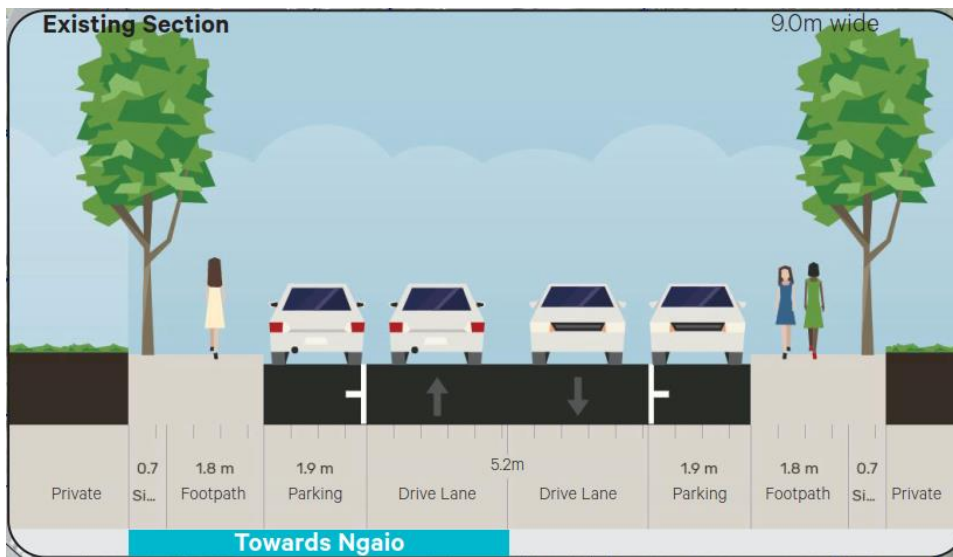 Existing Section 9.0m wide
5.2m
0.7 1.8 m 1.9 m 1.9 m 1.8 m 0.7
Private Si... Footpath Parking Drive Lane Drive Lane Parking Footpath Si... Private
Towards Ngaio